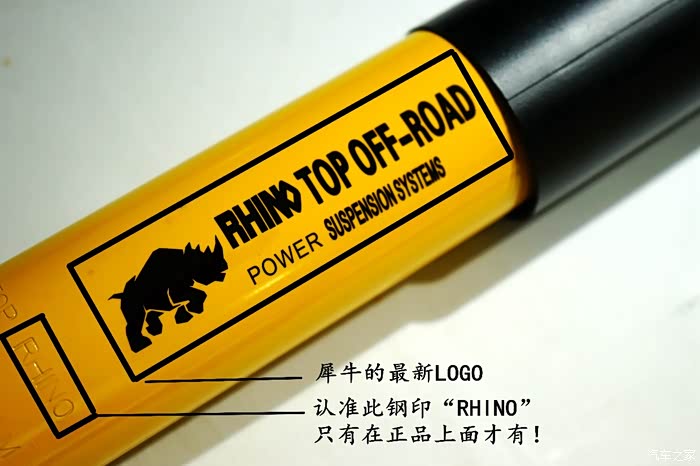 RHINO TOP OFF-ROAD
POWER SUSPENSION SYSTEMS
TOP RHINO
M
犀牛的最新LOGO
认准此钢印“RHINO”
只有在正品上面才有!
汽车之家